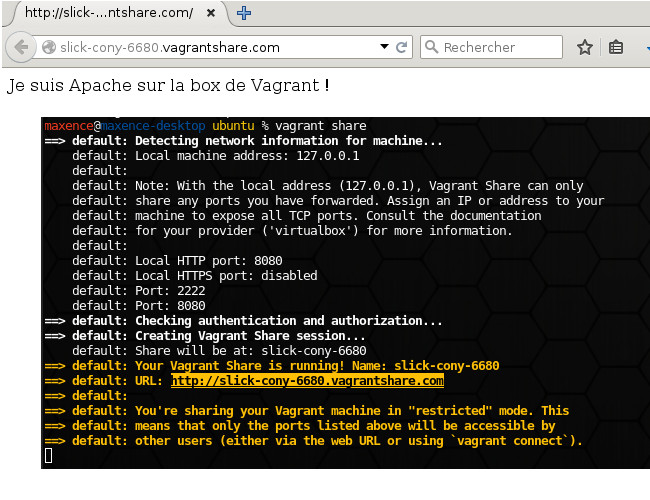 http://slick-...ntshare.com/
slick-cony-6680.vagrantshare.com
Rechercher
Je suis Apache sur la box de Vagrant !
maxence@maxence-desktop ubuntu % vagrant share
==> default: Detecting network information for machine...
default: Local machine address: 127.0.0.1
default:
default: Note: With the local address (127.0.0.1), Vagrant Share can only
default: share any ports you have forwarded. Assign an IP or address to your
default: machine to expose all TCP ports. Consult the documentation
default: for your provider ('virtualbox') for more information.
default:
default: Local HTTP port: 8080
default: Local HTTPS port: disabled
default: Port: 2222
default: Port: 8080
==> default: Checking authentication and authorization...
==> default: Creating Vagrant Share session...
default: Share will be at: slick-cony-6680
==> default: Your Vagrant Share is running! Name: slick-cony-6680
==> default: URL: http://slick-cony-6680.vagrantshare.com
==> default:
==> default: You're sharing your Vagrant machine in "restricted" mode. This
==> default: means that only the ports listed above will be accessible by
==> default: other users (either via the web URL or using `vagrant connect`).